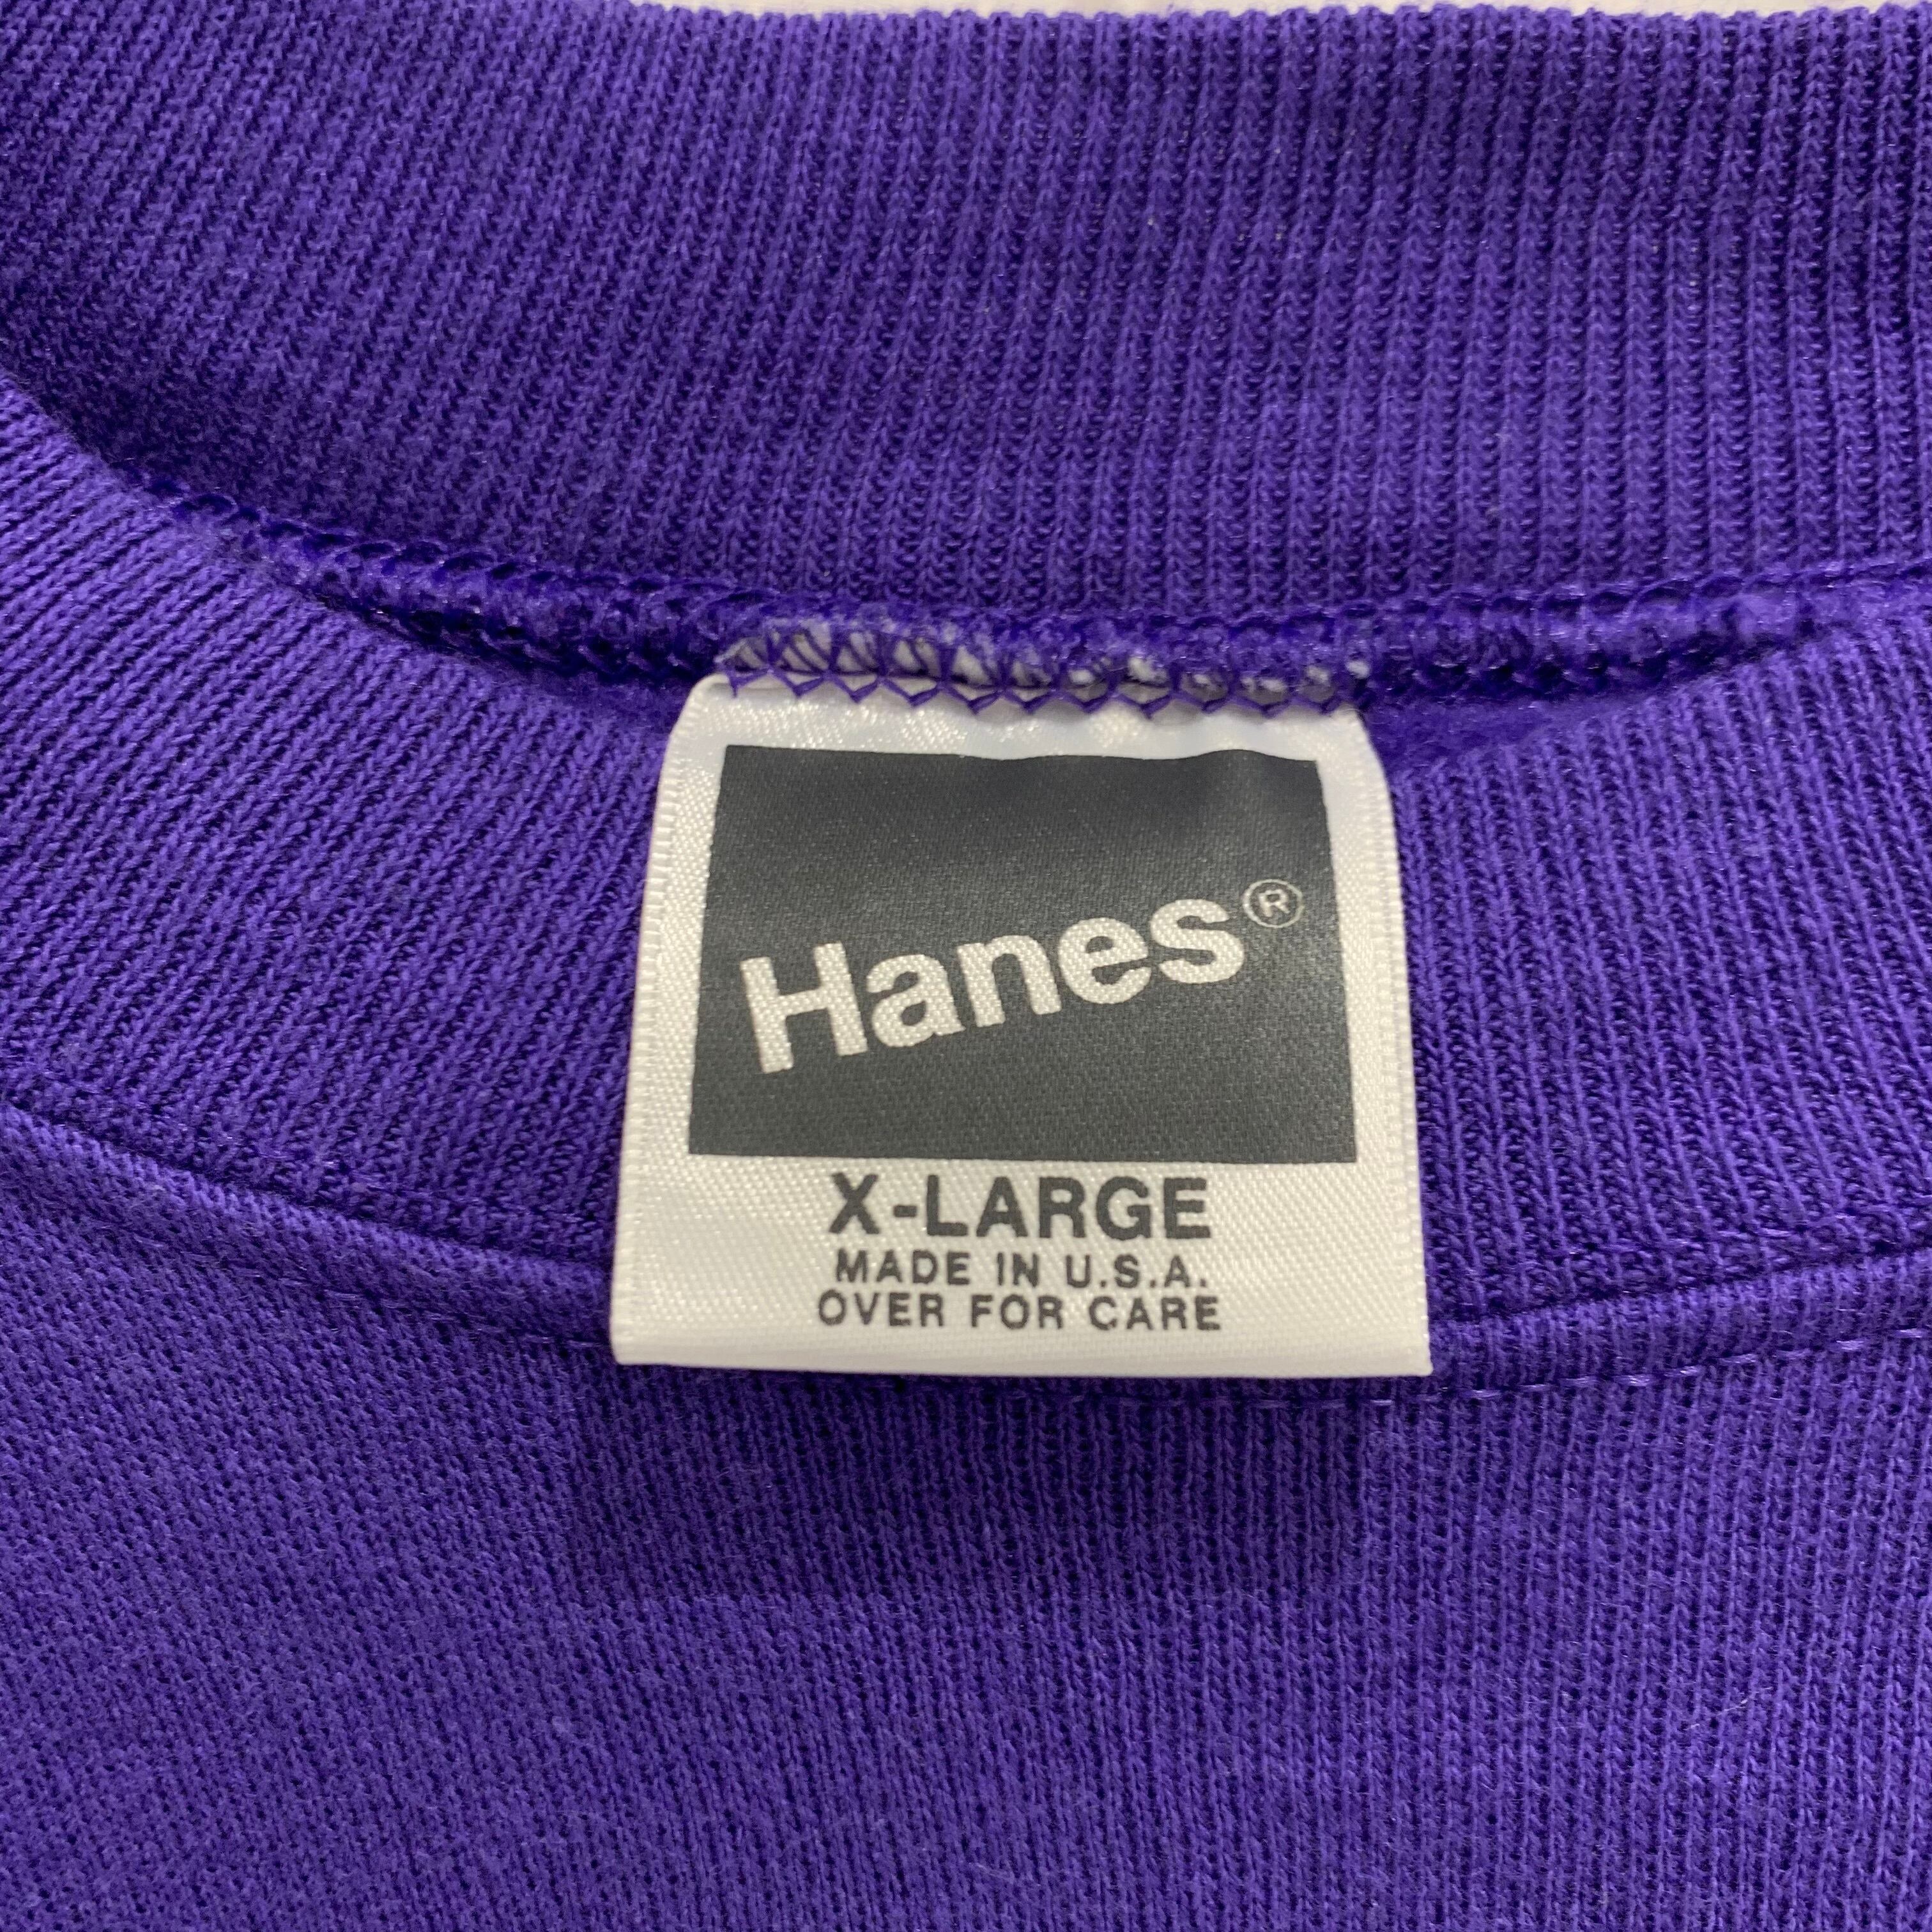 Hanes®
X-LARGE
MADE IN U.S.A.
OVER FOR CARE